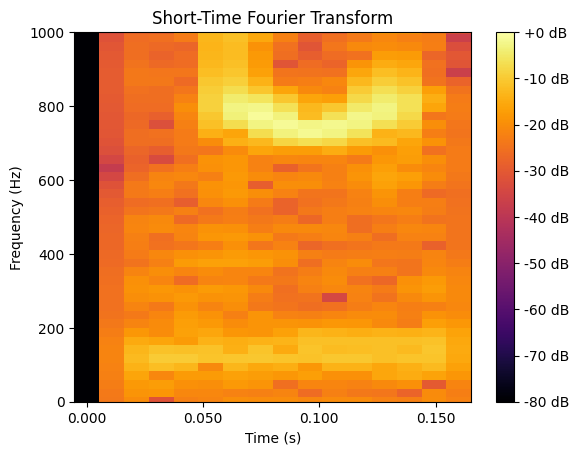 Short-Time Fourier Transform
1000
800
600
400
200
0
Frequency (Hz)
0.000
0.050
0.100
0.150
Time (s)
+0 dB
-10 dB
-20 dB
-30 dB
-40 dB
-50 dB
-60 dB
-70 dB
-80 dB